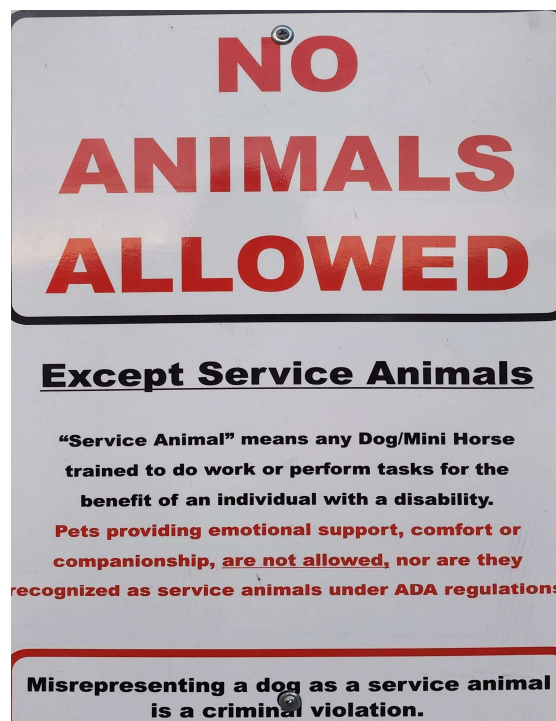 NO
ANIMALS
ALLOWED
Except Service Animals
“Service Animal” means any Dog/Mini Horse
trained to do work or perform tasks for the
benefit of an individual with a disability.
Pets providing emotional support, comfort or
companionship, are not allowed, nor are they
recognized as service animals under ADA regulations
Misrepresenting a dog as a service animal
is a criminal violation.